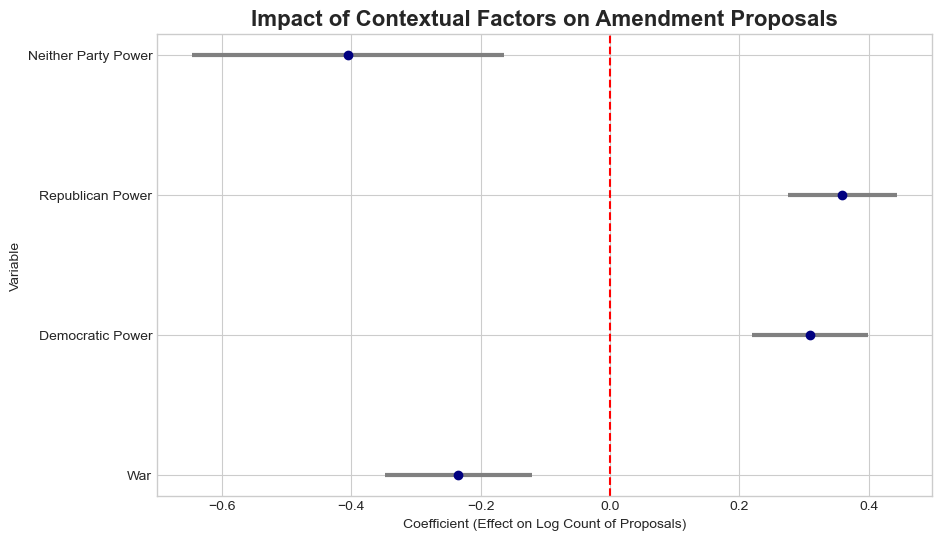 Impact of Contextual Factors on Amendment Proposals
Neither Party Power
Republican Power
Variable
Democratic Power
War
−0.6 −0.4 −0.2 0.0 0.2 0.4
Coefficient (Effect on Log Count of Proposals)